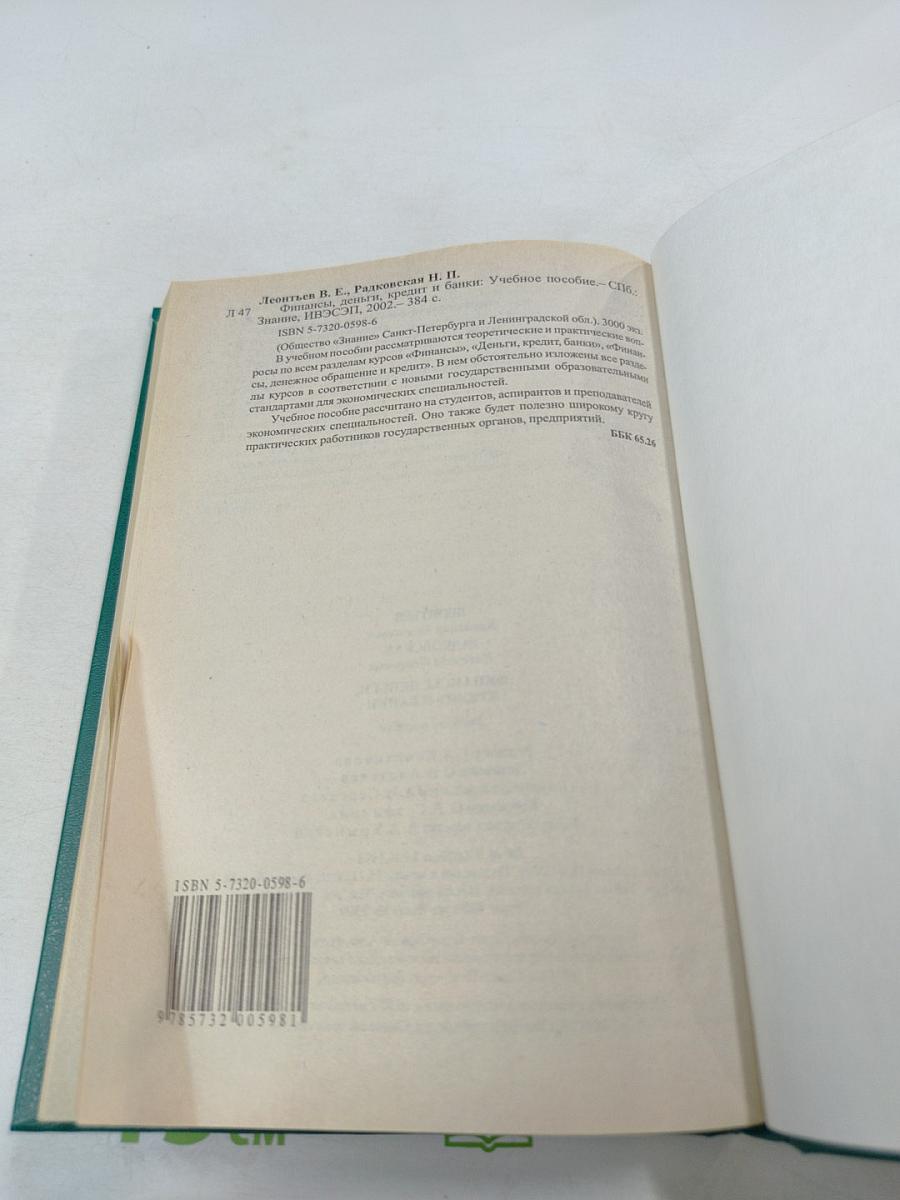 Леонтьев В. Е., Радковская Н. П.
Л 47 Финансы, деньги, кредит и банки: Учебное пособие.– СПб.:
Знание, ИВЭСЭП, 2002.– 384 с.
ISBN 5-7320-0598-6
(Общество «Знание» Санкт-Петербурга и Ленинградской обл.). 3000 экз.
В учебном пособии рассматриваются теоретические и практические воп-
росы по всем разделам курсов «Финансы», «Деньги, кредит, банки», «Финан-
сы, денежное обращение и кредит». В нем обстоятельно изложены все разде-
лы курсов в соответствии с новыми государственными образовательными
стандартами для экономических специальностей.
Учебное пособие рассчитано на студентов, аспирантов и преподавателей
экономических специальностей. Оно также будет полезно широкому кругу
практических работников государственных органов, предприятий.
ББК 65.26
ISBN 5-7320-0598-6
9 785732 005981
см